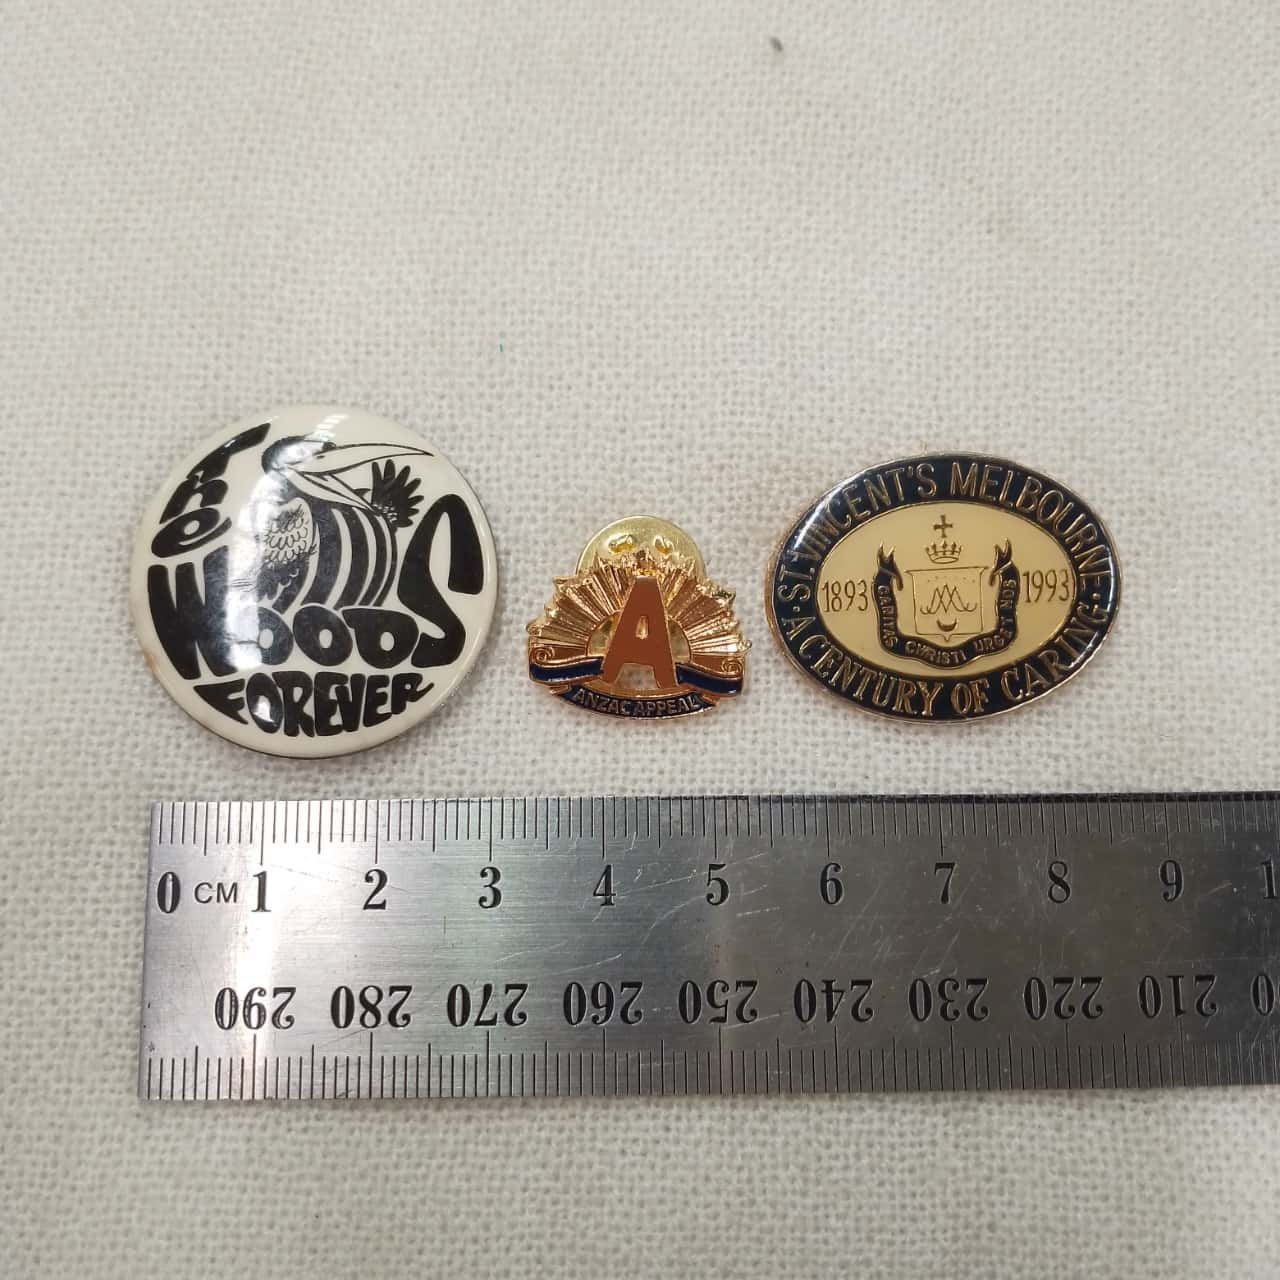 The
WOODS
FOREVER
ANZAC APPEAL
A
ST. VINCENT'S MELBOURNE
1893 1993
CARITAS CHRISTI URGET NOS
A CENTURY OF CARING
0 CM 1 2 3 4 5 6 7 8 9 1
290 280 270 260 250 240 230 220 210